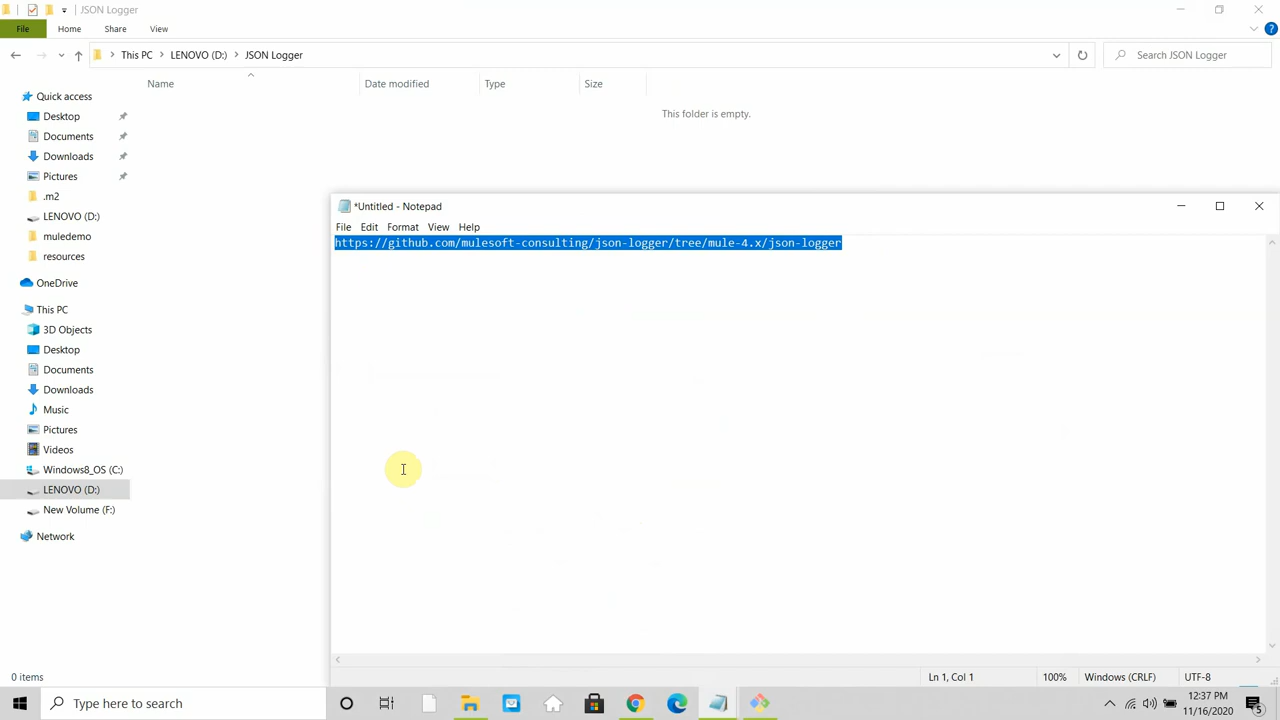 JSON Logger
File Home Share View
This PC LENOVO (D:) JSON Logger
Search JSON Logger
Name Date modified Type Size
This folder is empty.
Quick access
Desktop
Documents
Downloads
Pictures
.m2
LENOVO (D:)
muledemo
resources
OneDrive
This PC
3D Objects
Desktop
Documents
Downloads
Music
Pictures
Videos
Windows8_OS (C:)
LENOVO (D:)
New Volume (F:)
Network
0 items
*Untitled - Notepad
File Edit Format View Help
https://github.com/mulesoft-consulting/json-logger/tree/mule-4.x/json-logger
Ln 1, Col 1 100% Windows (CRLF) UTF-8
Type here to search
12:37 PM
11/16/2020
5